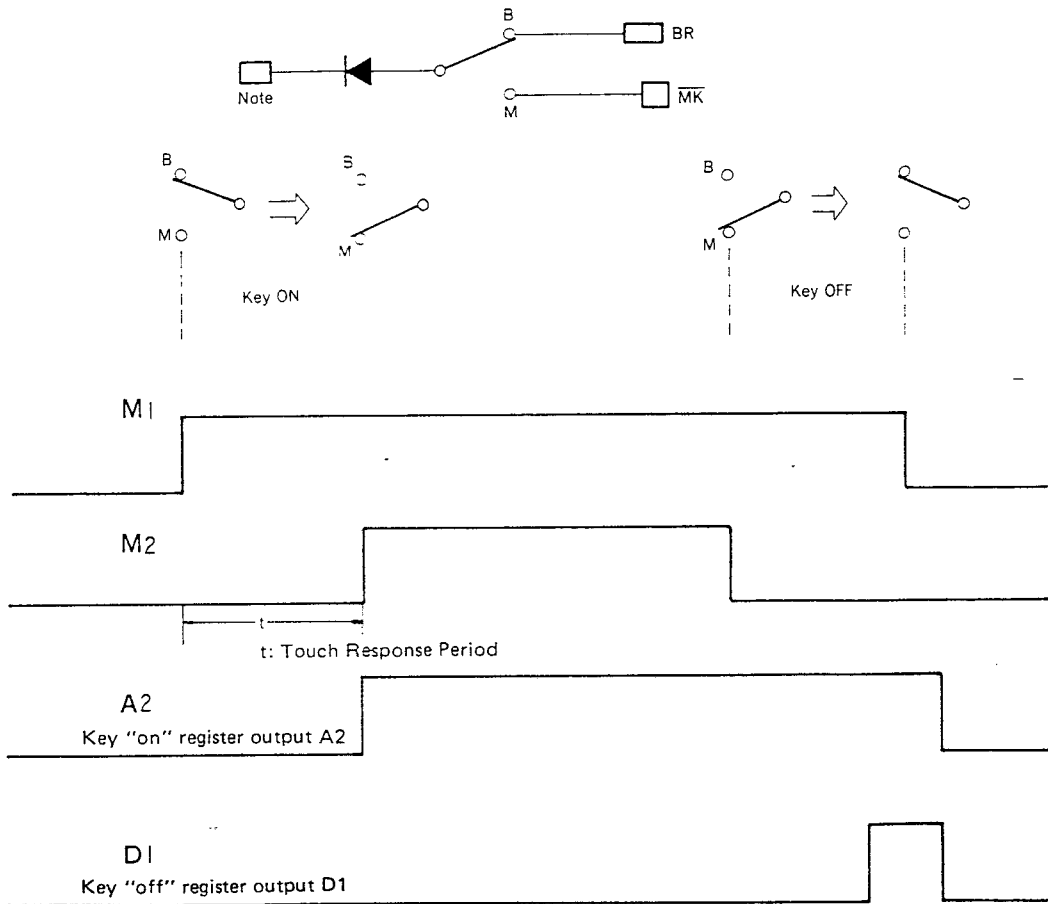 B
BR
Note
M
MK
B
B
B
M
M
M
Key ON
Key OFF
M1
M2
t
t: Touch Response Period
A2
Key "on" register output A2
D1
Key "off" register output D1